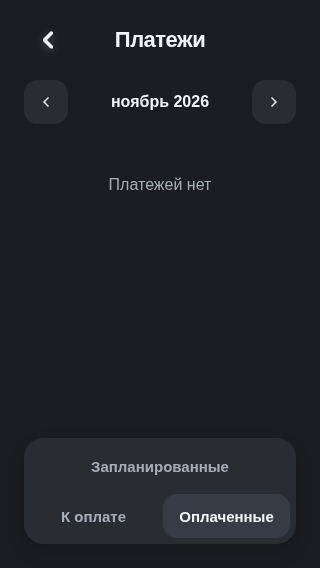 Платежи
ноябрь 2026
Платежей нет
Запланированные
К оплате
Оплаченные